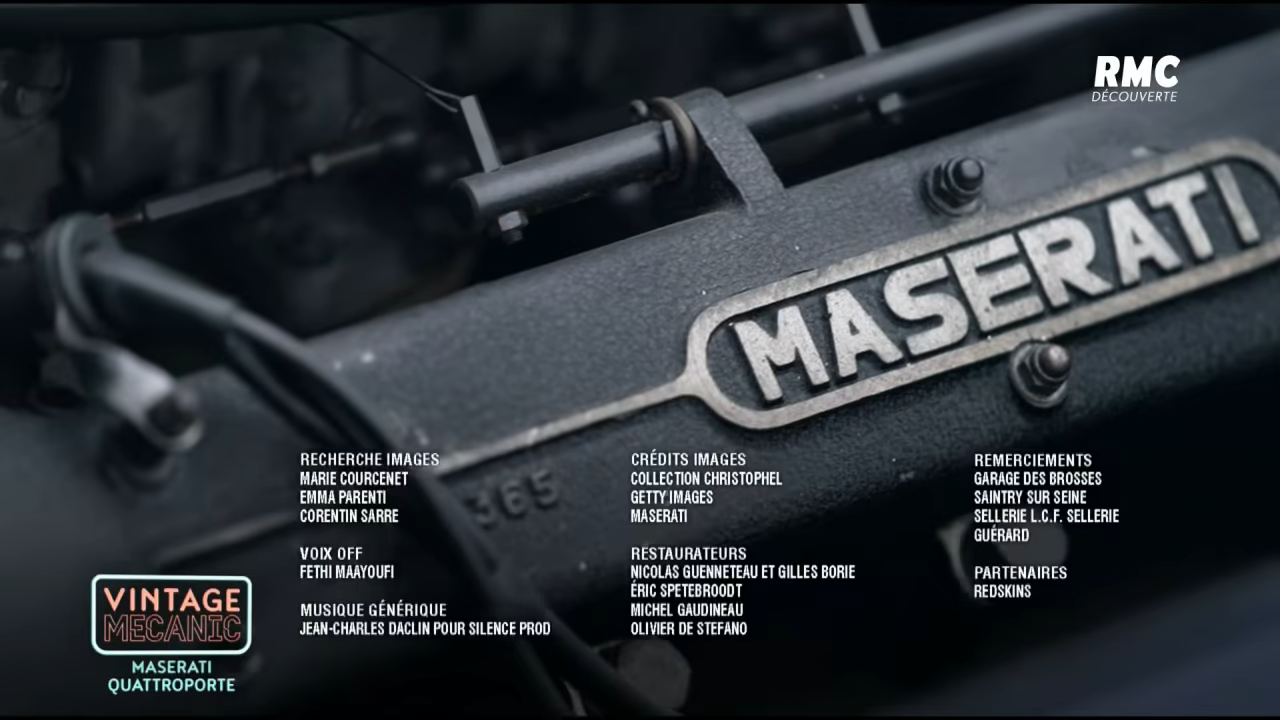 RMC
DÉCOUVERTE
MASERATI
365
RECHERCHE IMAGES
MARIE COURCENET
EMMA PARENTI
CORENTIN SARRE
VOIX OFF
FETHI MAAYOUFI
MUSIQUE GÉNÉRIQUE
JEAN-CHARLES DACLIN POUR SILENCE PROD
CRÉDITS IMAGES
COLLECTION CHRISTOPHEL
GETTY IMAGES
MASERATI
RESTAURATEURS
NICOLAS GUENNETEAU ET GILLES BORIE
ÉRIC SPETEBROODT
MICHEL GAUDINEAU
OLIVIER DE STEFANO
REMERCIEMENTS
GARAGE DES BROSSES
SAINTRY SUR SEINE
SELLERIE L.C.F. SELLERIE
GUÉRARD
PARTENAIRES
REDSKINS
VINTAGE
MECANIC
MASERATI
QUATTROPORTE